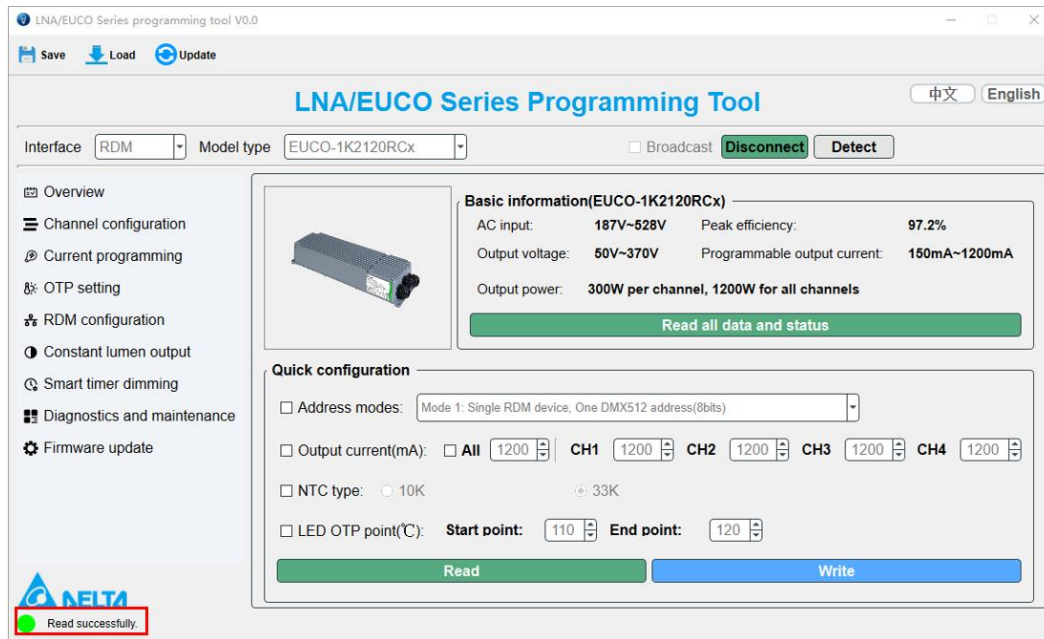 LNA/EUCO Series programming tool V0.0
Save Load Update
LNA/EUCO Series Programming Tool 中文 English
Interface RDM Model type EUCO-1K2120RCx Broadcast Disconnect Detect
Overview
Channel configuration
Current programming
OTP setting
RDM configuration
Constant lumen output
Smart timer dimming
Diagnostics and maintenance
Firmware update
Basic information(EUCO-1K2120RCx)
AC input: 187V~528V Peak efficiency: 97.2%
Output voltage: 50V~370V Programmable output current: 150mA~1200mA
Output power: 300W per channel, 1200W for all channels
Read all data and status
Quick configuration
Address modes: Mode 1: Single RDM device, One DMX512 address(8bits)
Output current(mA): All 1200 CH1 1200 CH2 1200 CH3 1200 CH4 1200
NTC type: 10K 33K
LED OTP point(℃): Start point: 110 End point: 120
Read Write
DELTA
Read successfully.